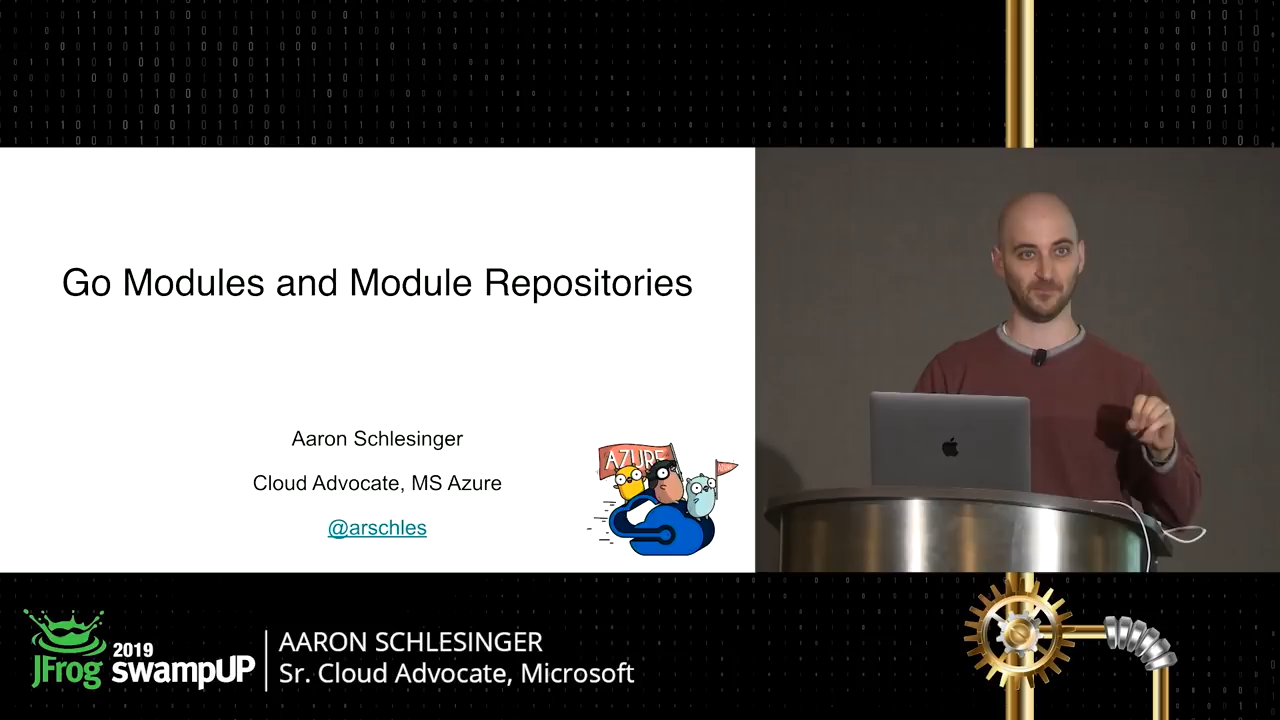 Go Modules and Module Repositories
Aaron Schlesinger
Cloud Advocate, MS Azure
@arschles
AZURE
JFrog
2019
swampUP
AARON SCHLESINGER
Sr. Cloud Advocate, Microsoft